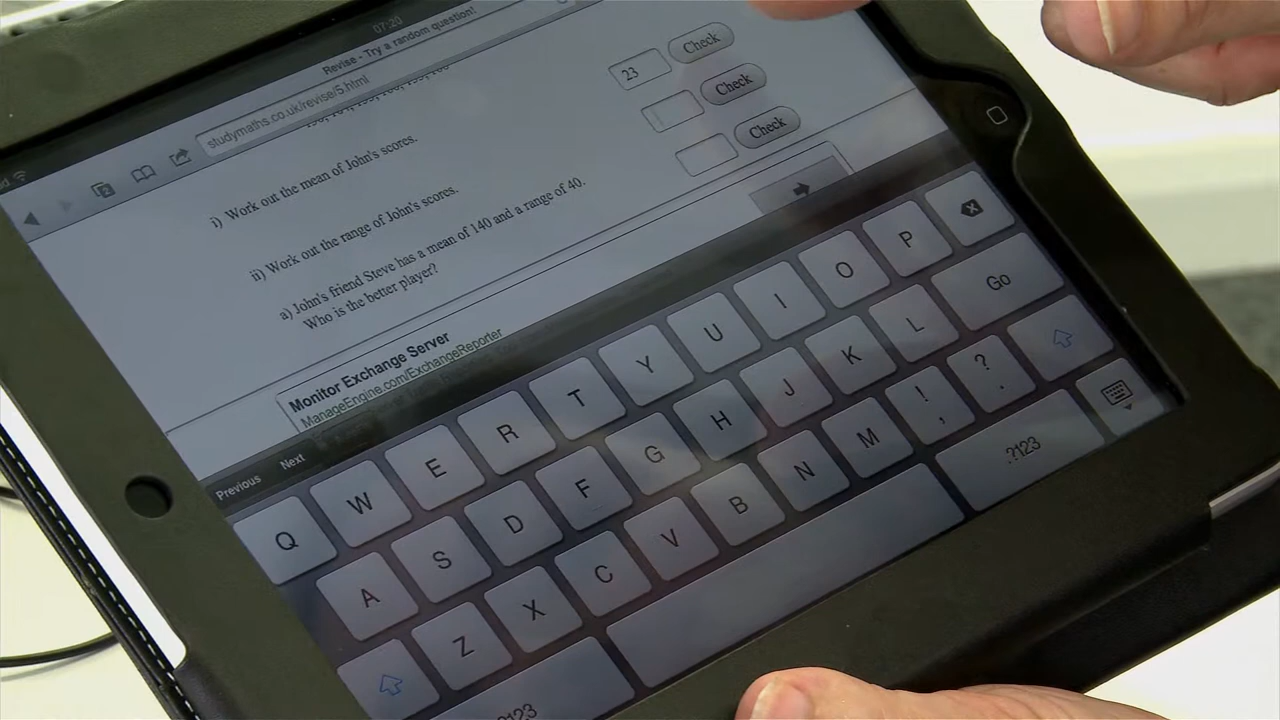 07:20
Revise - Try a random question!
studymaths.co.uk/revise/5.html
i) Work out the mean of John's scores.
23
Check
ii) Work out the range of John's scores.
Check
a) John's friend Steve has a mean of 140 and a range of 40.
Who is the better player?
Check
Monitor Exchange Server
ManageEngine.com/ExchangeReporter
Previous Next
Q W E R T Y U I O P
A S D F G H J K L Go
Z X C V B N M ! , ? .
?123 ?123